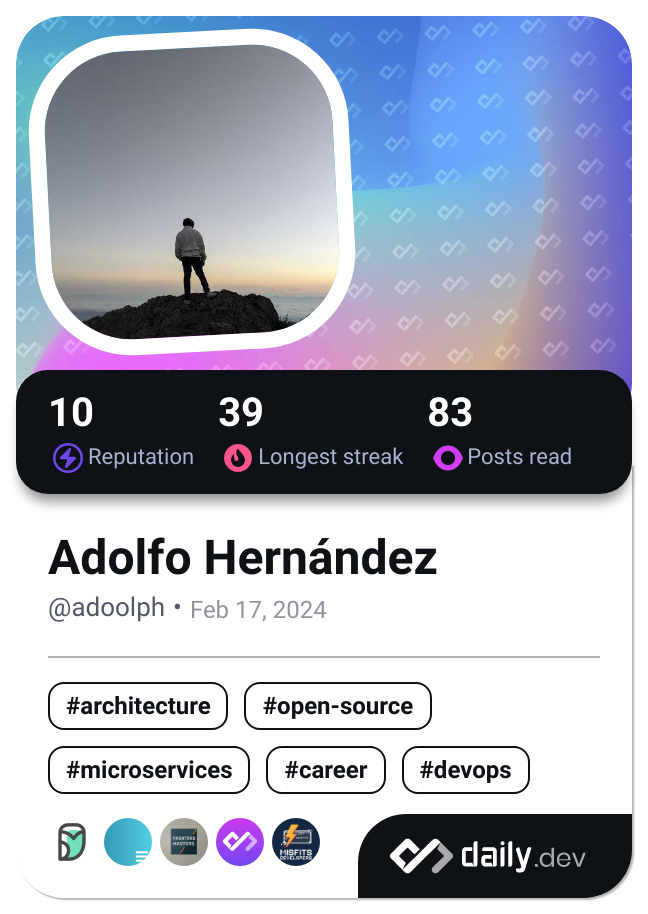 10 39 83
Reputation Longest streak Posts read
Adolfo Hernández
@adoolph • Feb 17, 2024
#architecture #open-source
#microservices #career #devops
FRONTEND
MASTERS
MISFITS
DEVELOPERS
daily.dev